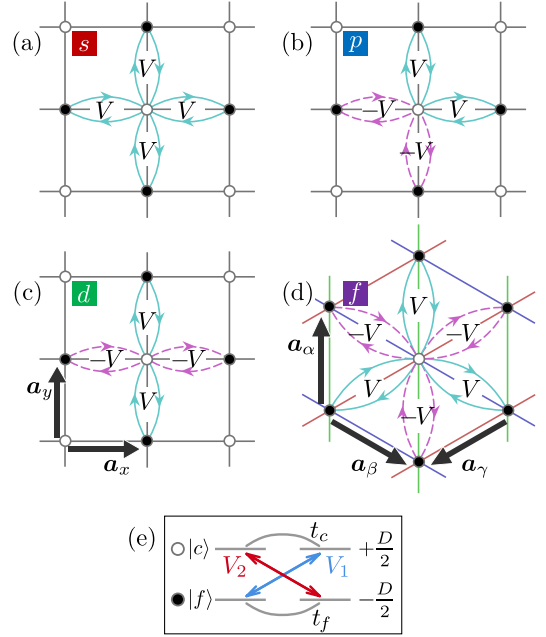 (a) s (b) p
V V
V V -V V
V -V
(c) d (d) f
V V
-V -V -V -V
V V V
-V
a_y a_α
a_x a_β a_γ
(e) |c⟩ t_c +D/2
V_2 V_1
|f⟩ t_f -D/2